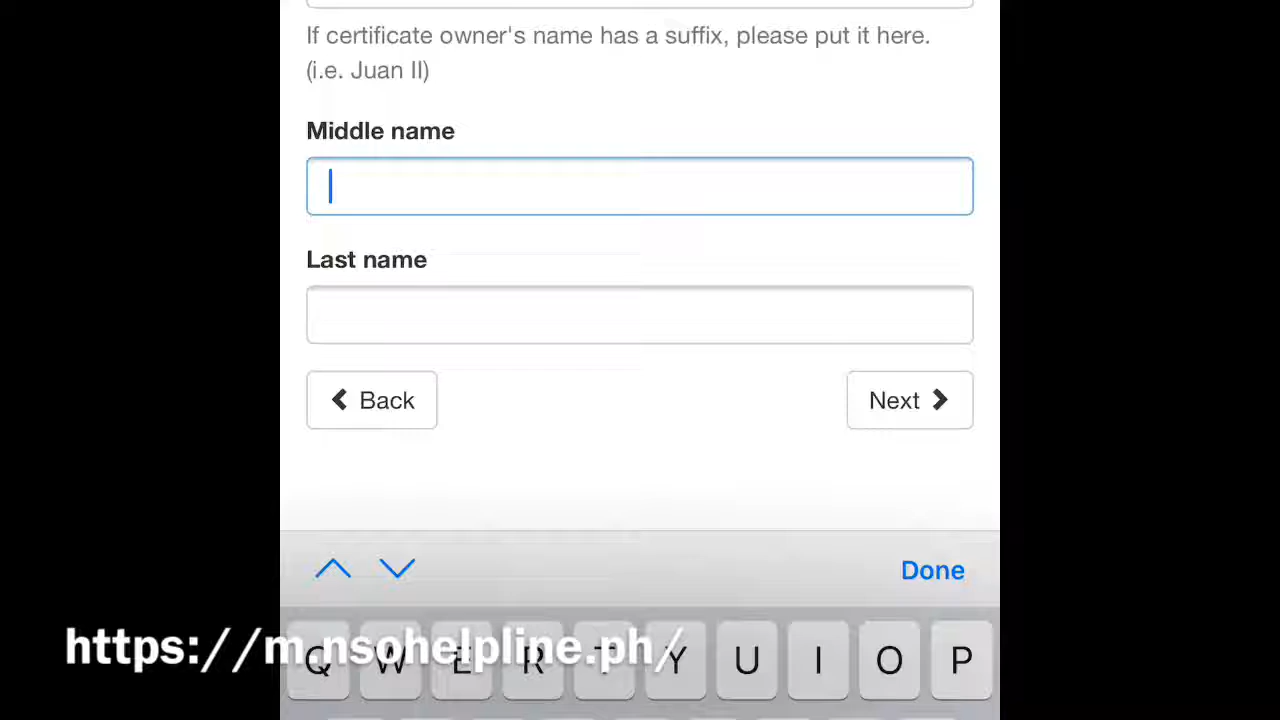 If certificate owner's name has a suffix, please put it here.
(i.e. Juan II)
Middle name
Last name
Back
Next
Done
https://m.nsohelpline.ph/
Q W E R T Y U I O P